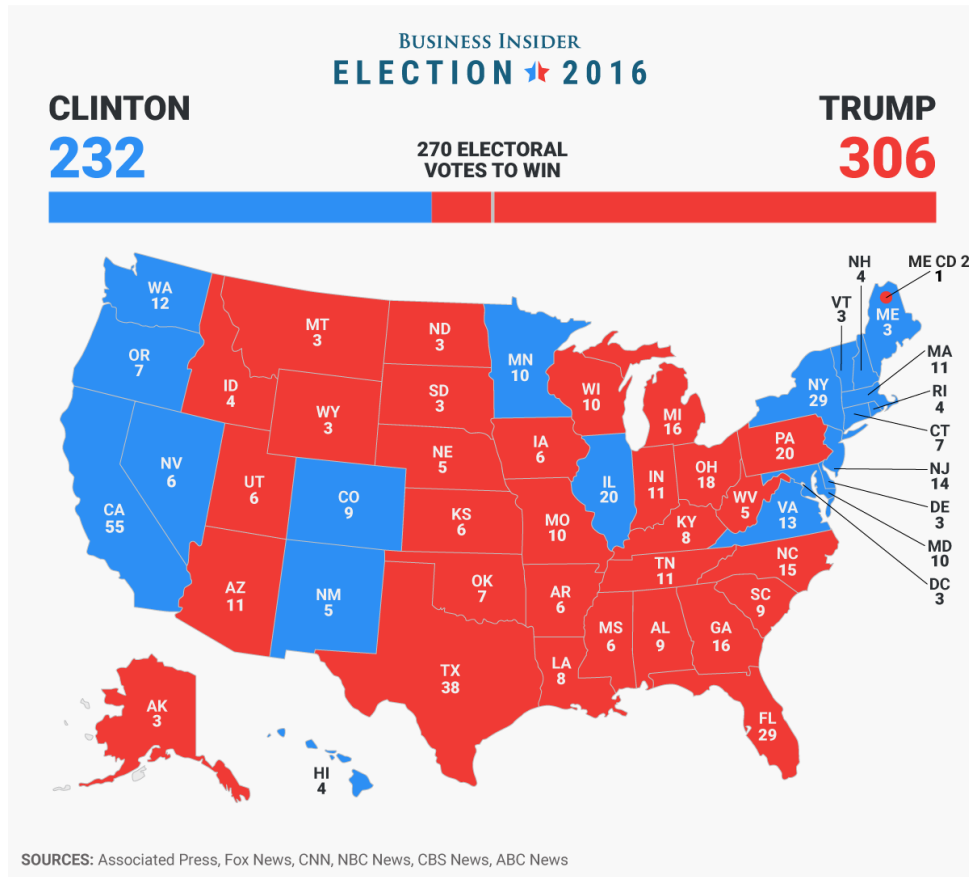 BUSINESS INSIDER
ELECTION 2016
CLINTON
TRUMP
232
306
270 ELECTORAL
VOTES TO WIN
WA
12
OR
7
CA
55
NV
6
ID
4
MT
3
WY
3
UT
6
AZ
11
CO
9
NM
5
ND
3
SD
3
NE
5
KS
6
OK
7
TX
38
MN
10
IA
6
MO
10
AR
6
LA
8
WI
10
IL
20
MI
16
IN
11
OH
18
KY
8
TN
11
MS
6
AL
9
GA
16
FL
29
SC
9
NC
15
VA
13
WV
5
PA
20
NY
29
VT
3
NH
4
ME CD 2
1
ME
3
MA
11
RI
4
CT
7
NJ
14
DE
3
MD
10
DC
3
AK
3
HI
4
SOURCES: Associated Press, Fox News, CNN, NBC News, CBS News, ABC News